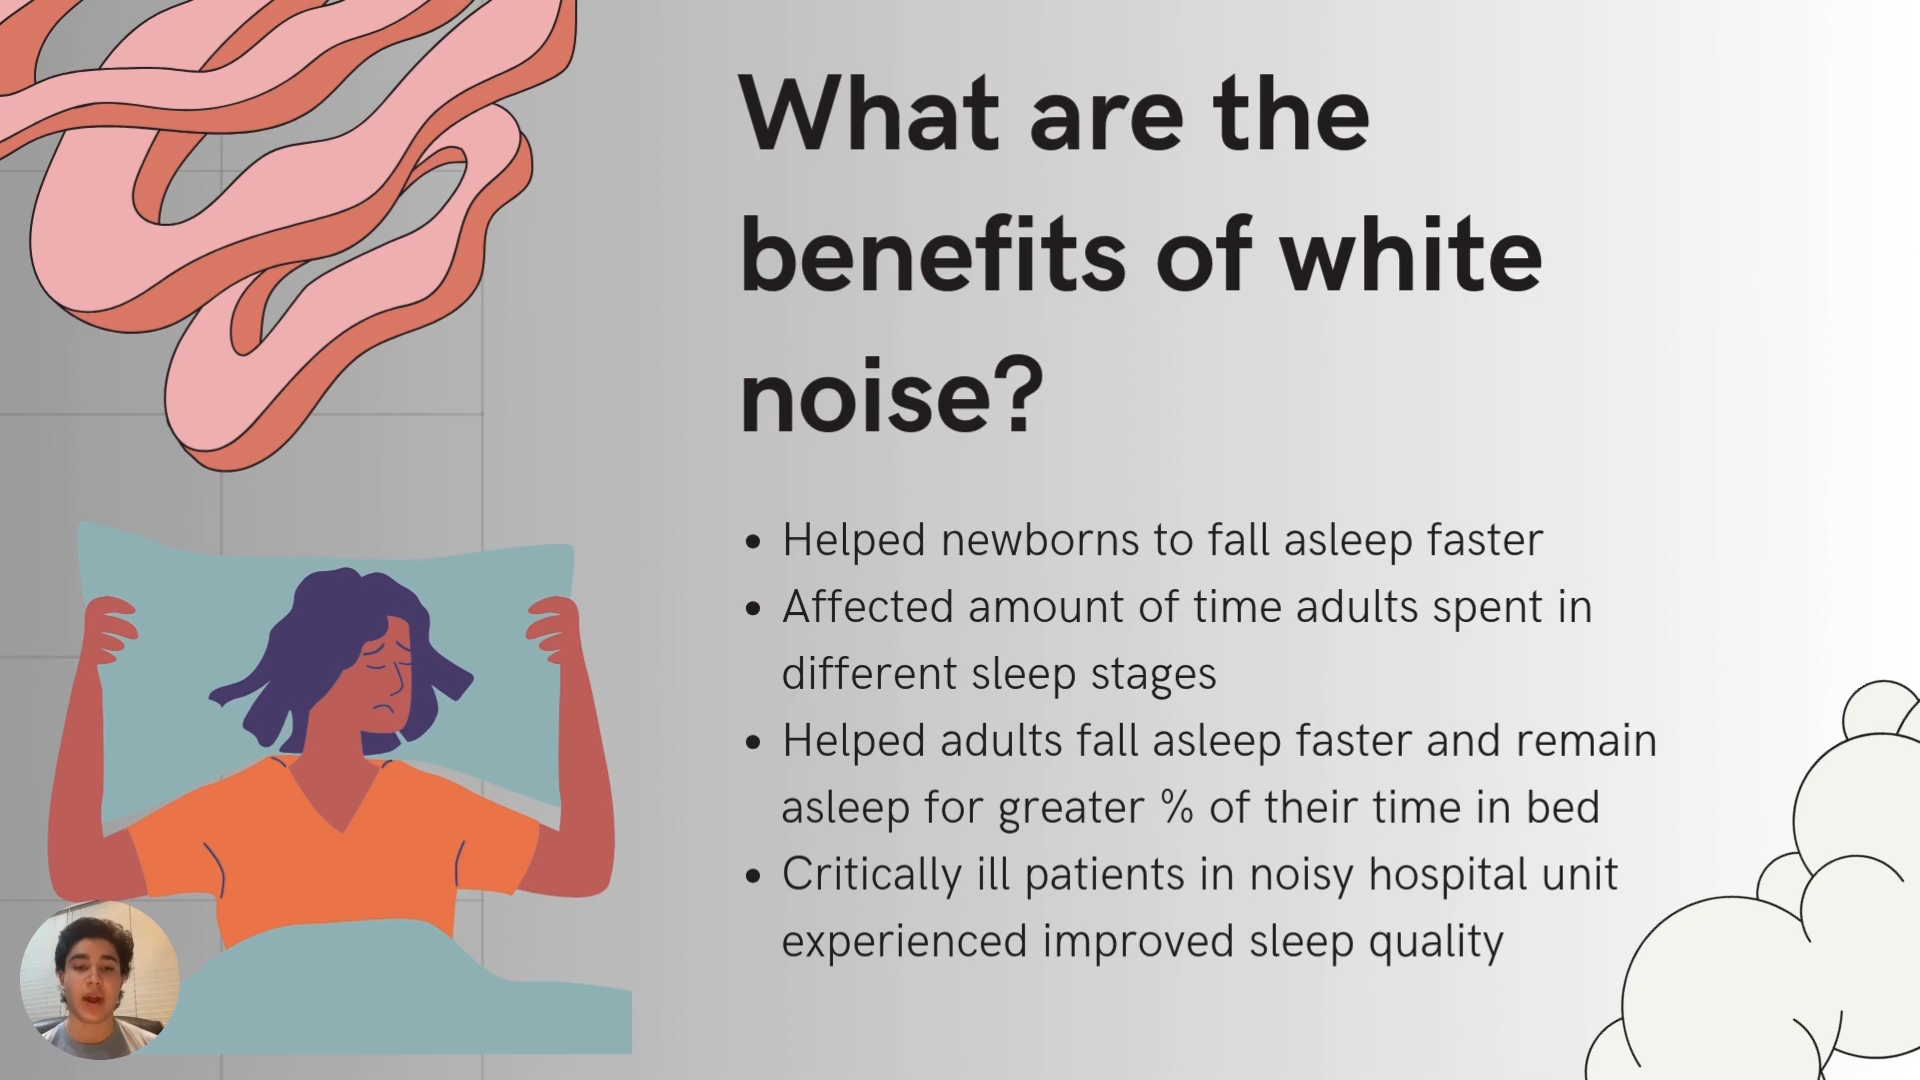 What are the
benefits of white
noise?
• Helped newborns to fall asleep faster
• Affected amount of time adults spent in
different sleep stages
• Helped adults fall asleep faster and remain
asleep for greater % of their time in bed
• Critically ill patients in noisy hospital unit
experienced improved sleep quality